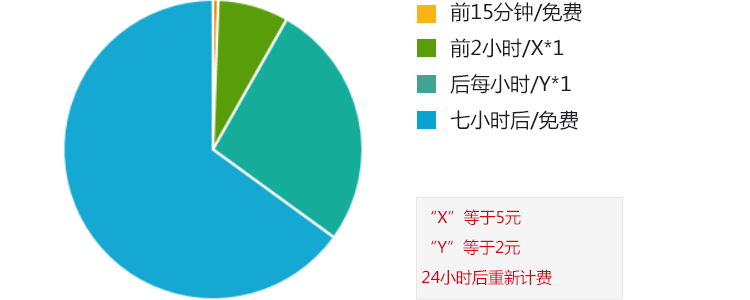 前15分钟/免费
前2小时/X*1
后每小时/Y*1
七小时后/免费
“X”等于5元
“Y”等于2元
24小时后重新计费